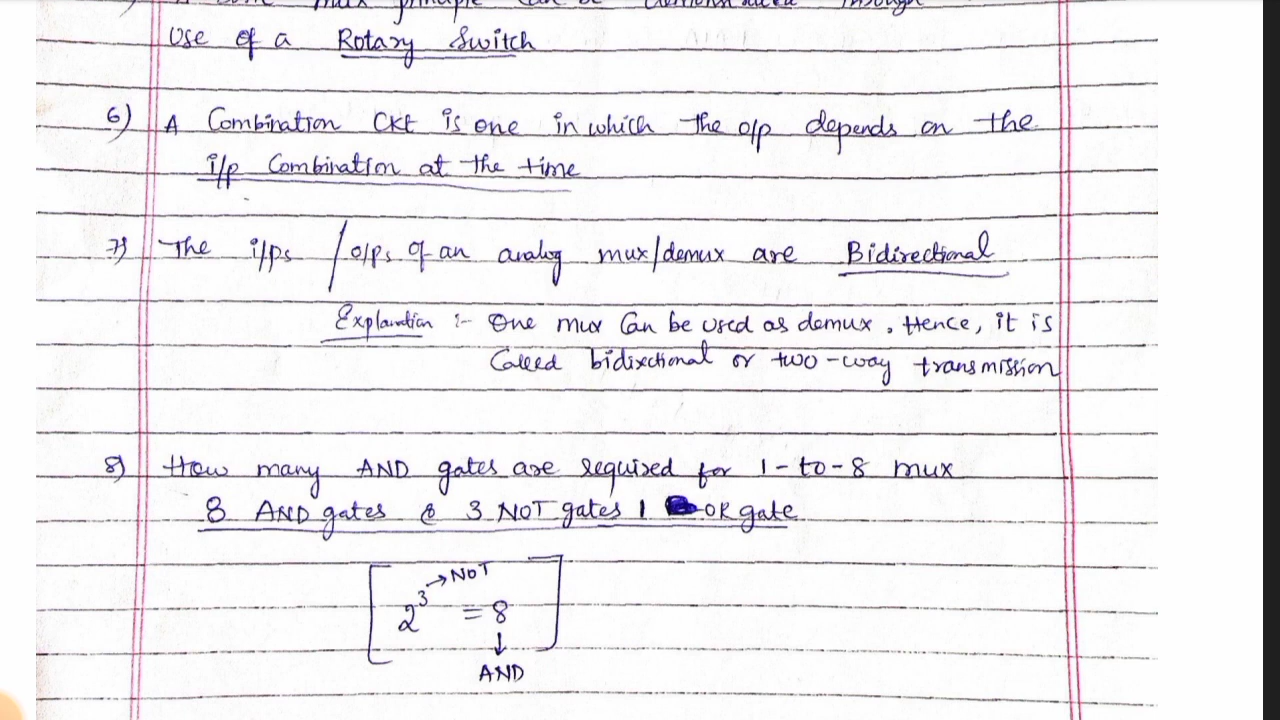 use of a Rotary Switch
6) A Combination CKt is one in which the o/p depends on the
i/p Combination at the time
7) The i/ps / o/ps of an analog mux/demux are Bidirectional
Explanation :- One mux Can be used as demux. Hence, it is
Called bidirectional or two-way transmission
8) How many AND gates are required for 1-to-8 mux
8 AND gates & 3 NOT gates 1 OR gate
2³ = 8
→ NOT
↓
AND